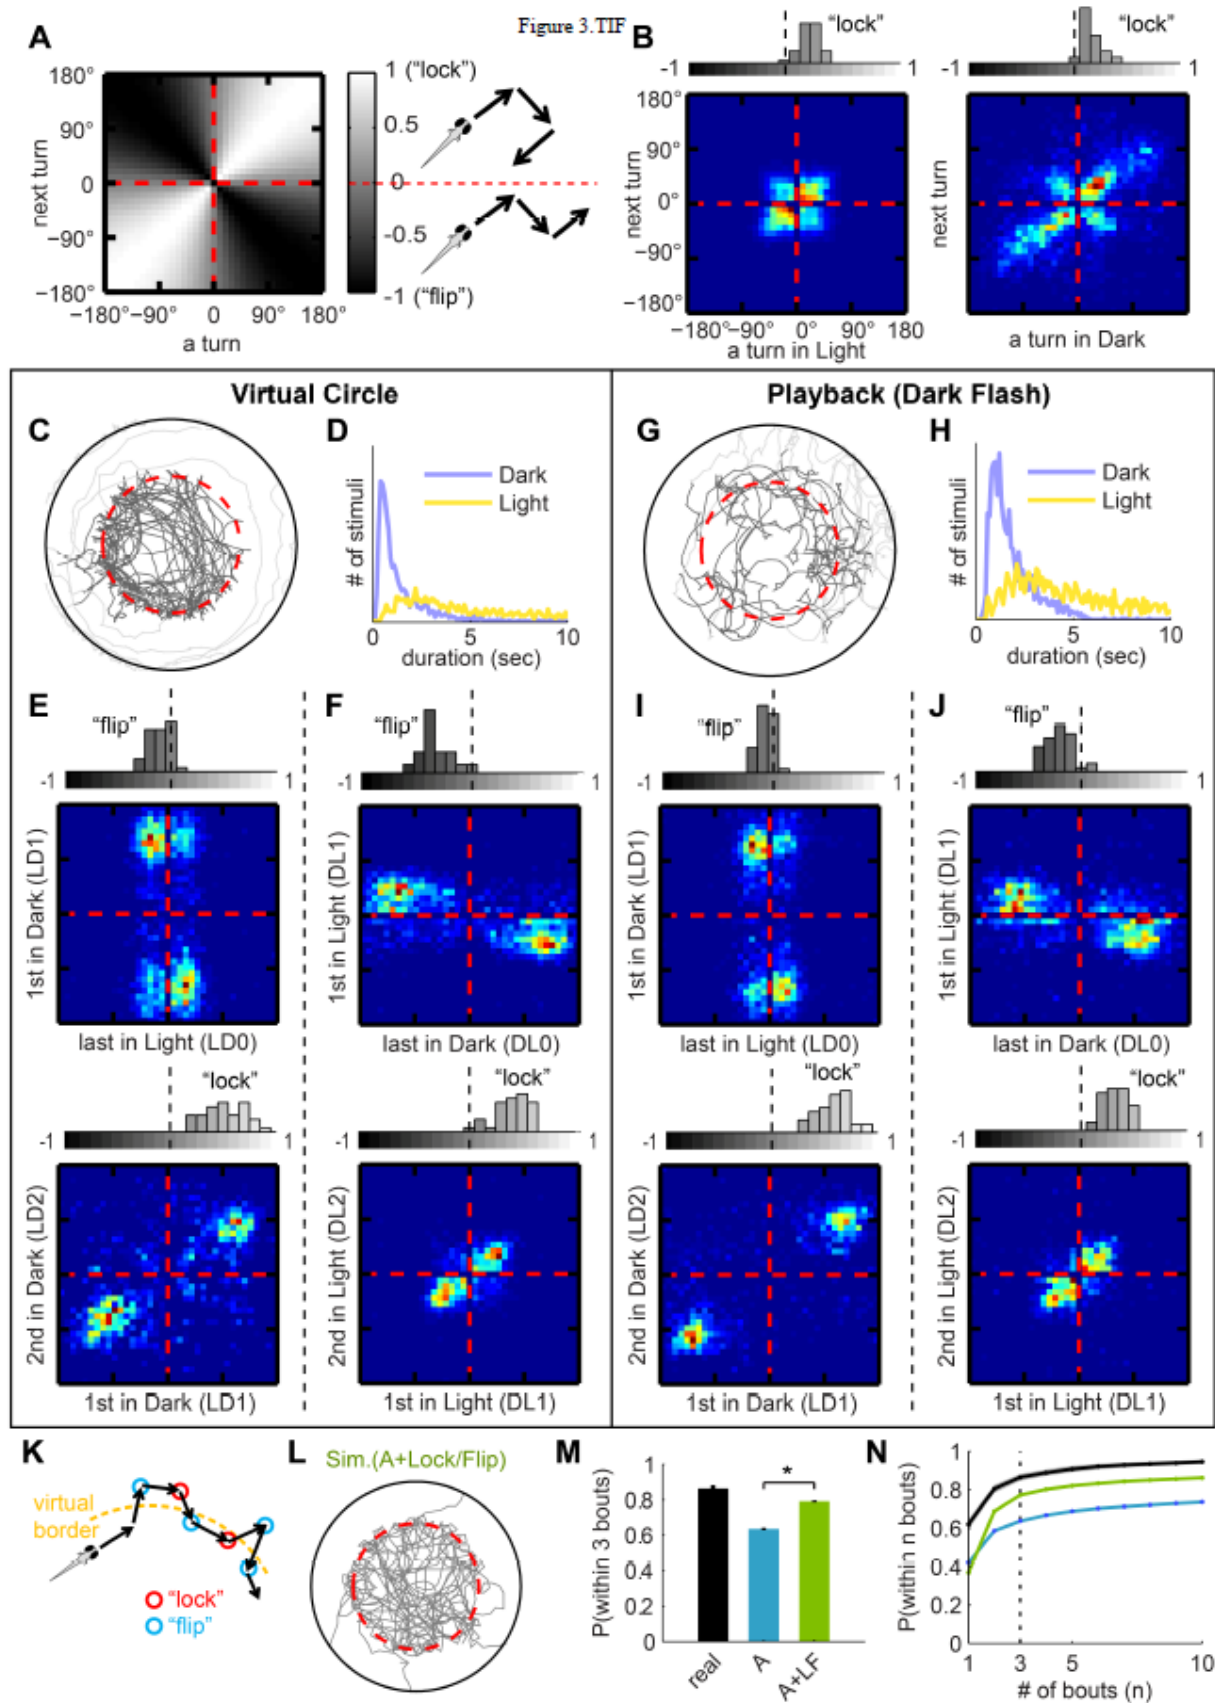 Figure 3.TIF
A
180°
90°
0
−90°
−180°
next turn
−180°
−90°
0
90°
180°
a turn
1 ("lock")
0.5
0
-0.5
-1 ("flip")
B
"lock"
-1
1
180°
90°
0°
−90°
−180°
next turn
−180°
−90°
0°
90°
180
a turn in Light
"lock"
-1
1
next turn
a turn in Dark
Virtual Circle
C
D
# of stimuli
Dark
Light
0
5
10
duration (sec)
E
"flip"
-1
1
1st in Dark (LD1)
last in Light (LD0)
"lock"
-1
1
2nd in Dark (LD2)
1st in Dark (LD1)
F
"flip"
-1
1
1st in Light (DL1)
last in Dark (DL0)
"lock"
-1
1
2nd in Light (DL2)
1st in Light (DL1)
Playback (Dark Flash)
G
H
# of stimuli
Dark
Light
0
5
10
duration (sec)
I
"flip"
-1
1
1st in Dark (LD1)
last in Light (LD0)
"lock"
-1
1
2nd in Dark (LD2)
1st in Dark (LD1)
J
"flip"
-1
1
1st in Light (DL1)
last in Dark (DL0)
"lock"
-1
1
2nd in Light (DL2)
1st in Light (DL1)
K
virtual
border
"lock"
"flip"
L
Sim.(A+Lock/Flip)
M
P(within 3 bouts)
1
0.8
0.6
0.4
0.2
0
*
real
A
A+LF
N
P(within n bouts)
1
0.8
0.6
0.4
0.2
0
1
3
5
10
# of bouts (n)